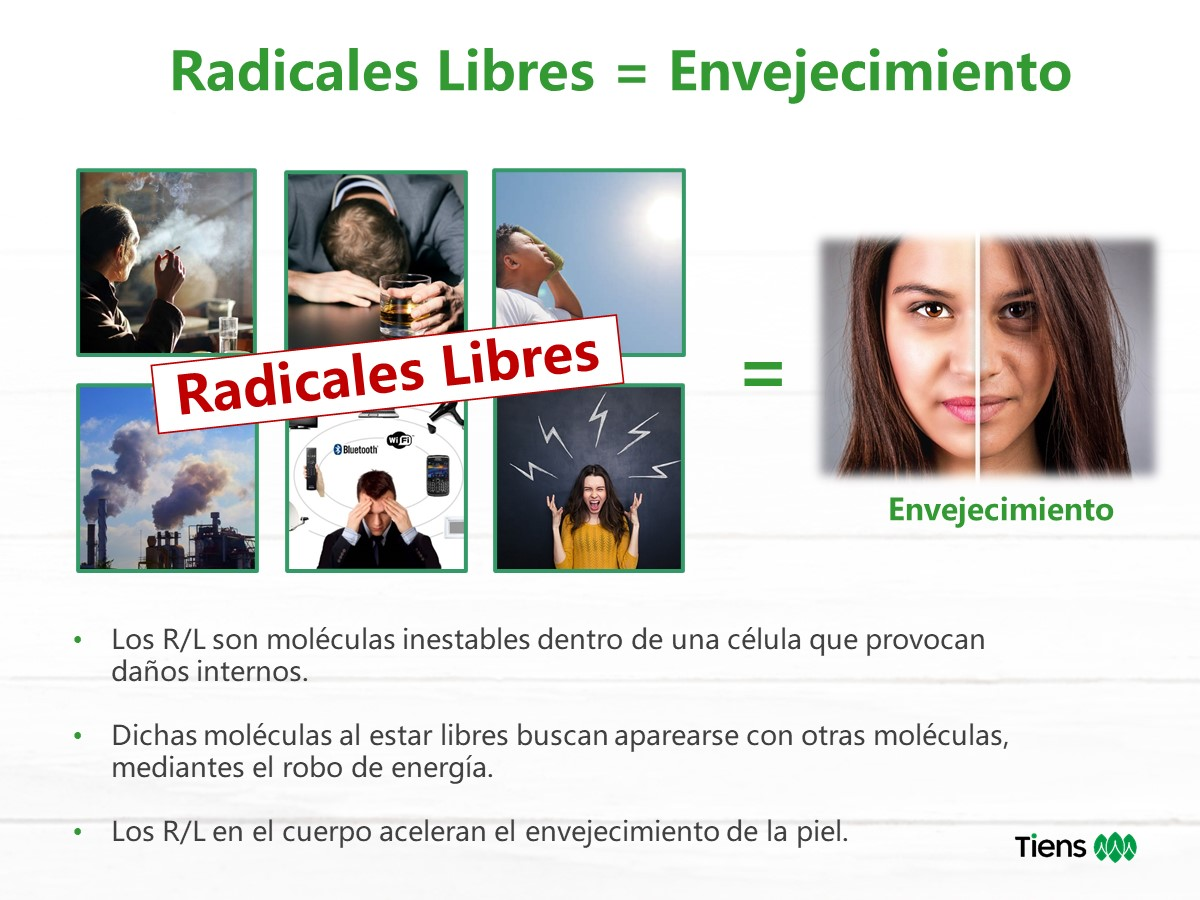 Radicales Libres = Envejecimiento
Radicales Libres
Bluetooth
WiFi
=
Envejecimiento
• Los R/L son moléculas inestables dentro de una célula que provocan
daños internos.
• Dichas moléculas al estar libres buscan aparearse con otras moléculas,
mediantes el robo de energía.
• Los R/L en el cuerpo aceleran el envejecimiento de la piel.
Tiens